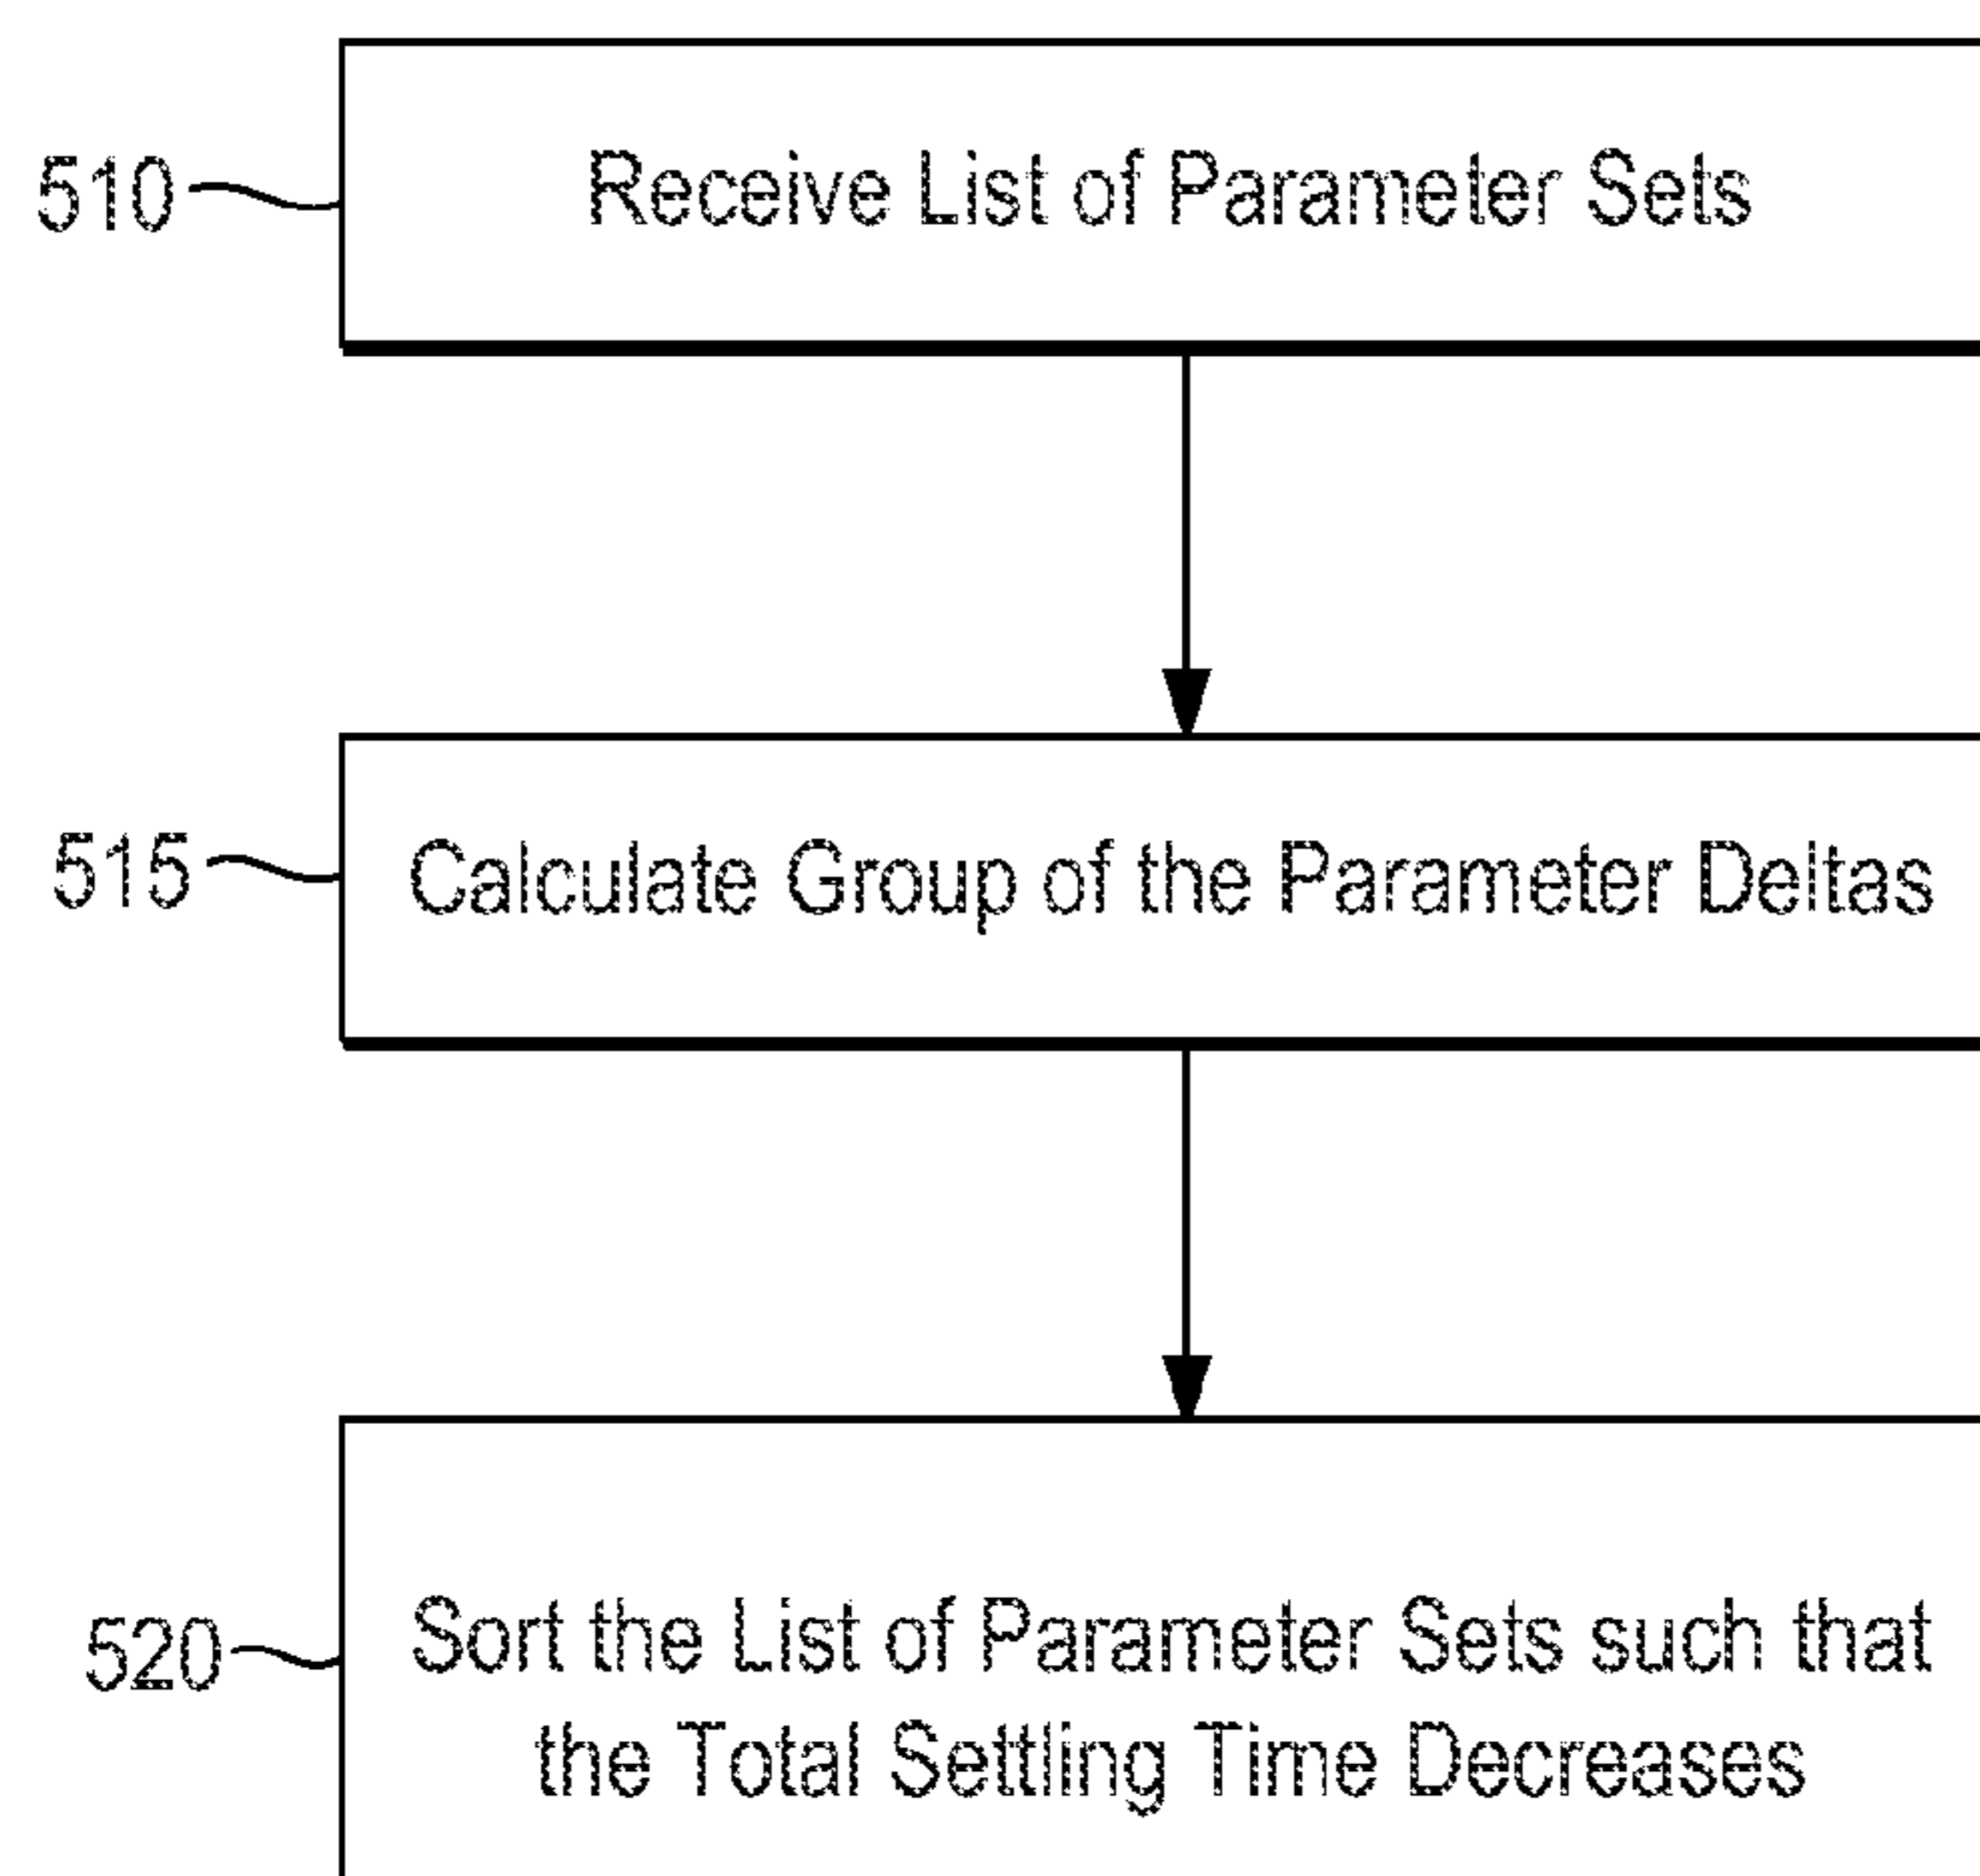 510
Receive List of Parameter Sets
515
Calculate Group of the Parameter Deltas
520
Sort the List of Parameter Sets such that
the Total Settling Time Decreases